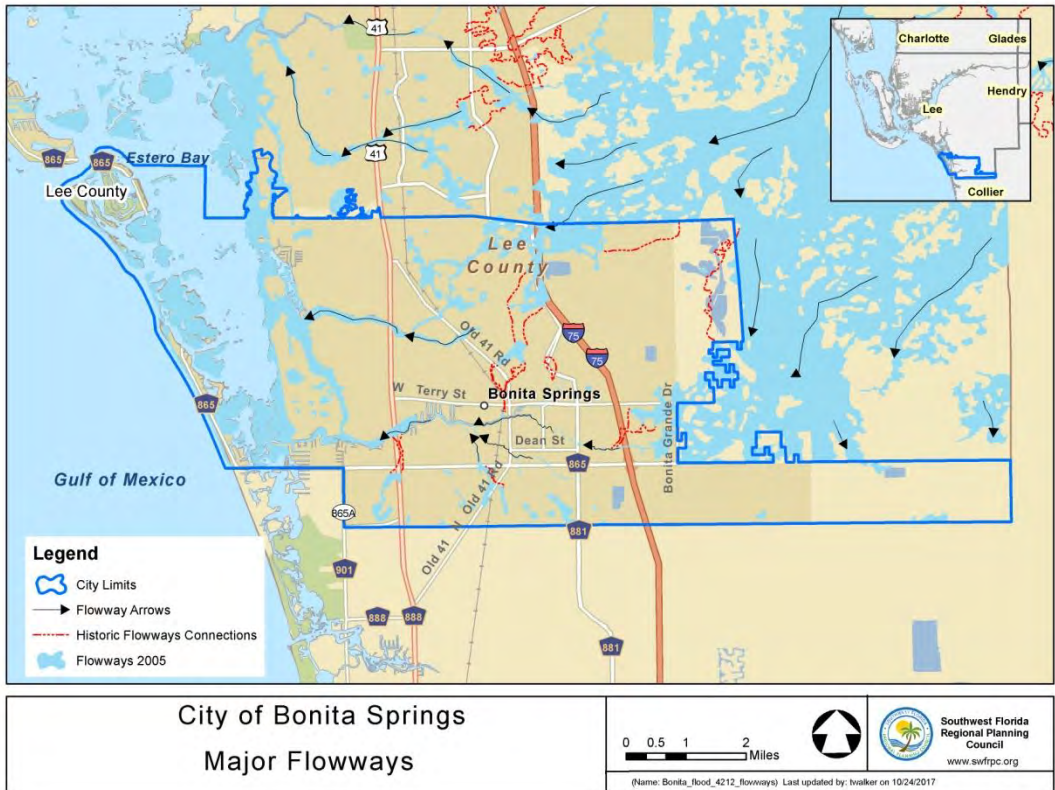 41
Charlotte
Glades
Hendry
Lee
Collier
41
865
865
Estero Bay
Lee County
Lee
County
Old 41 Rd
75
75
W Terry St
Bonita Springs
Bonita Grande Dr
Dean St
865
865
Gulf of Mexico
865A
N Old 41 Rd
Old 41
881
901
888
888
881
Legend
City Limits
Flowway Arrows
Historic Flowways Connections
Flowways 2005
City of Bonita Springs
Major Flowways
0 0.5 1 2
Miles
Southwest Florida
Regional Planning
Council
www.swfrpc.org
(Name: Bonita_flood_4212_flowways) Last updated by: twalker on 10/24/2017